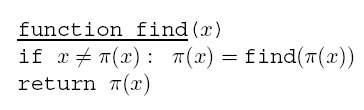 function find(x)
if x ≠ π(x) : π(x) = find(π(x))
return π(x)